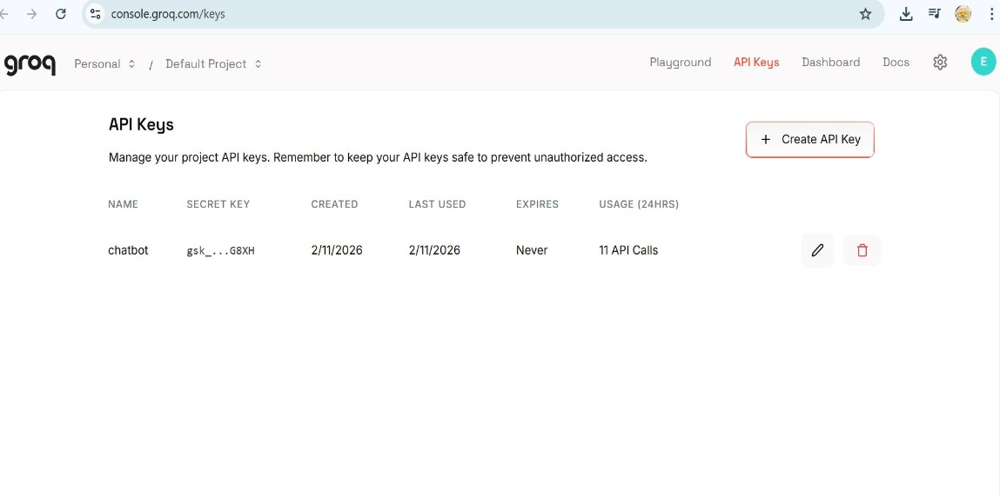 console.groq.com/keys
groq Personal / Default Project Playground API Keys Dashboard Docs E
API Keys
+ Create API Key
Manage your project API keys. Remember to keep your API keys safe to prevent unauthorized access.
NAME SECRET KEY CREATED LAST USED EXPIRES USAGE (24HRS)
chatbot gsk_...G8XH 2/11/2026 2/11/2026 Never 11 API Calls